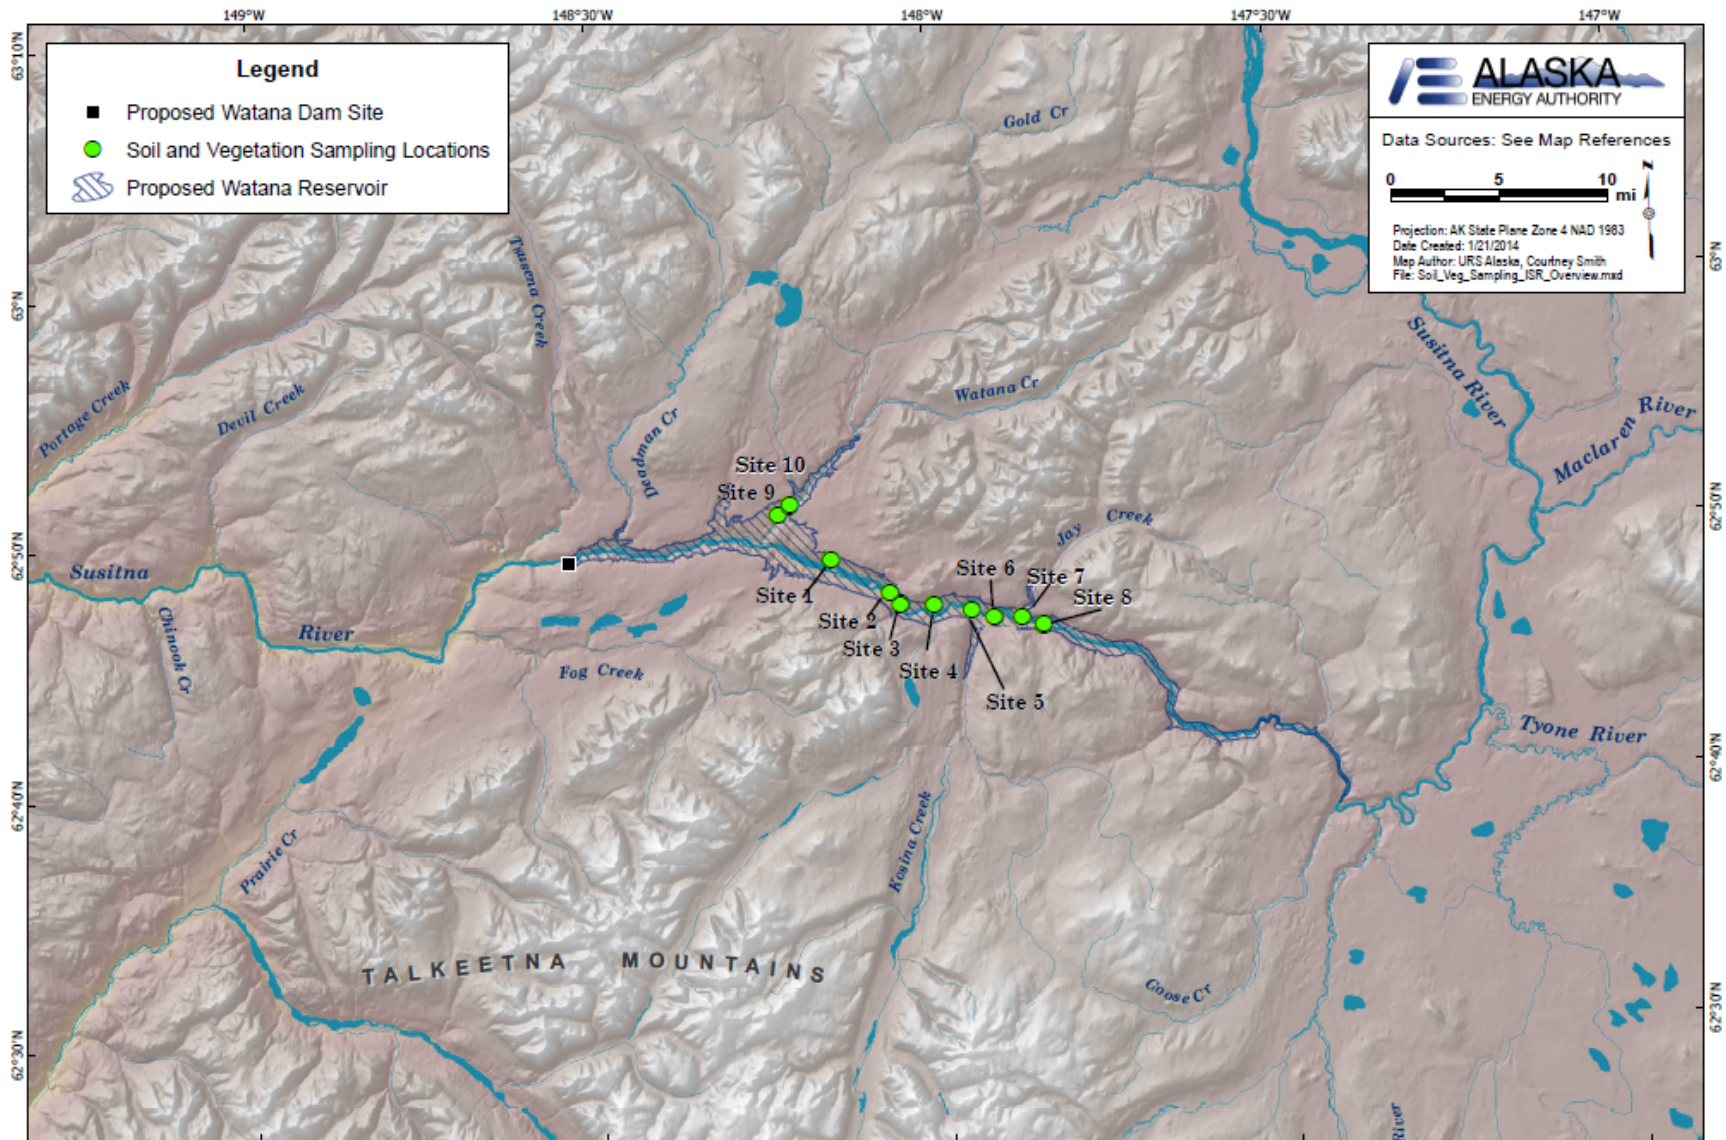 149°W
148°30'W
148°W
147°30'W
147°W
63°10'N
Legend
Proposed Watana Dam Site
Soil and Vegetation Sampling Locations
Proposed Watana Reservoir
ALASKA
ENERGY AUTHORITY
Data Sources: See Map References
0 5 10 mi
N
Projection: AK State Plane Zone 4 NAD 1983
Date Created: 1/21/2014
Map Author: URS Alaska, Courtney Smith
File: Soil_Veg_Sampling_ISR_Overview.mxd
Gold Cr
63°N
63°N
Tsusena Creek
Portage Creek
Devil Creek
Deadman Cr
Watana Cr
Susitna River
Maclaren River
Site 10
Site 9
62°50'N
62°50'N
Jay Creek
Susitna
River
Chinook Cr
Site 1
Site 2
Site 3
Site 4
Site 5
Site 6
Site 7
Site 8
Fog Creek
Tyone River
62°40'N
62°40'N
Prairie Cr
Kosina Creek
TALKEETNA MOUNTAINS
Goose Cr
62°30'N
62°30'N
River